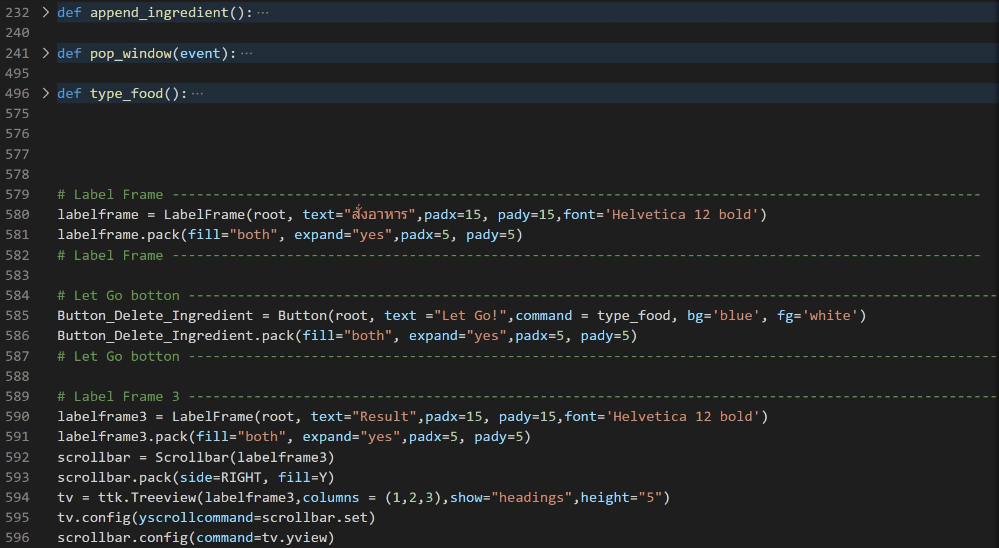 232 > def append_ingredient():···
240
241 > def pop_window(event):···
495
496 > def type_food():···
575
576
577
578
579 # Label Frame ---------------------------------------------------------------------------------------------------
580 labelframe = LabelFrame(root, text="สั่งอาหาร",padx=15, pady=15,font='Helvetica 12 bold')
581 labelframe.pack(fill="both", expand="yes",padx=5, pady=5)
582 # Label Frame ---------------------------------------------------------------------------------------------------
583
584 # Let Go botton ---------------------------------------------------------------------------------------------------
585 Button_Delete_Ingredient = Button(root, text ="Let Go!",command = type_food, bg='blue', fg='white')
586 Button_Delete_Ingredient.pack(fill="both", expand="yes",padx=5, pady=5)
587 # Let Go botton ---------------------------------------------------------------------------------------------------
588
589 # Label Frame 3 ---------------------------------------------------------------------------------------------------
590 labelframe3 = LabelFrame(root, text="Result",padx=15, pady=15,font='Helvetica 12 bold')
591 labelframe3.pack(fill="both", expand="yes",padx=5, pady=5)
592 scrollbar = Scrollbar(labelframe3)
593 scrollbar.pack(side=RIGHT, fill=Y)
594 tv = ttk.Treeview(labelframe3,columns = (1,2,3),show="headings",height="5")
595 tv.config(yscrollcommand=scrollbar.set)
596 scrollbar.config(command=tv.yview)